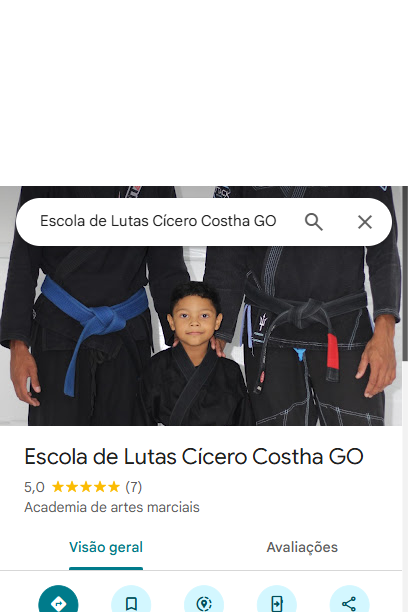 Escola de Lutas Cícero Costha GO
Escola de Lutas Cícero Costha GO
5,0 (7)
Academia de artes marciais
Visão geral
Avaliações